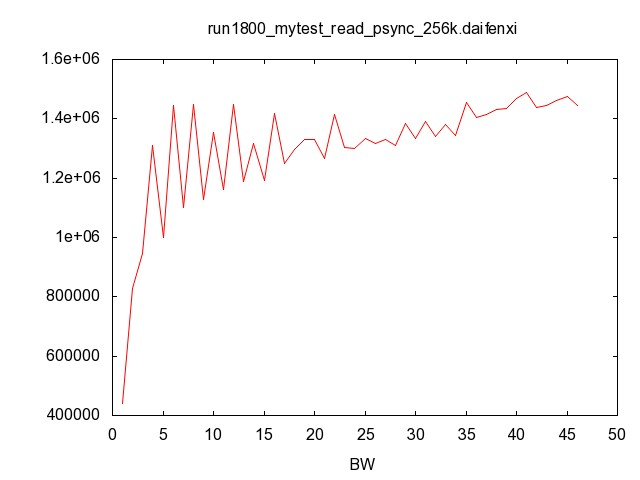 run1800_mytest_read_psync_256k.daifenxi
1.6e+06
1.4e+06
1.2e+06
1e+06
800000
600000
400000
0 5 10 15 20 25 30 35 40 45 50
BW